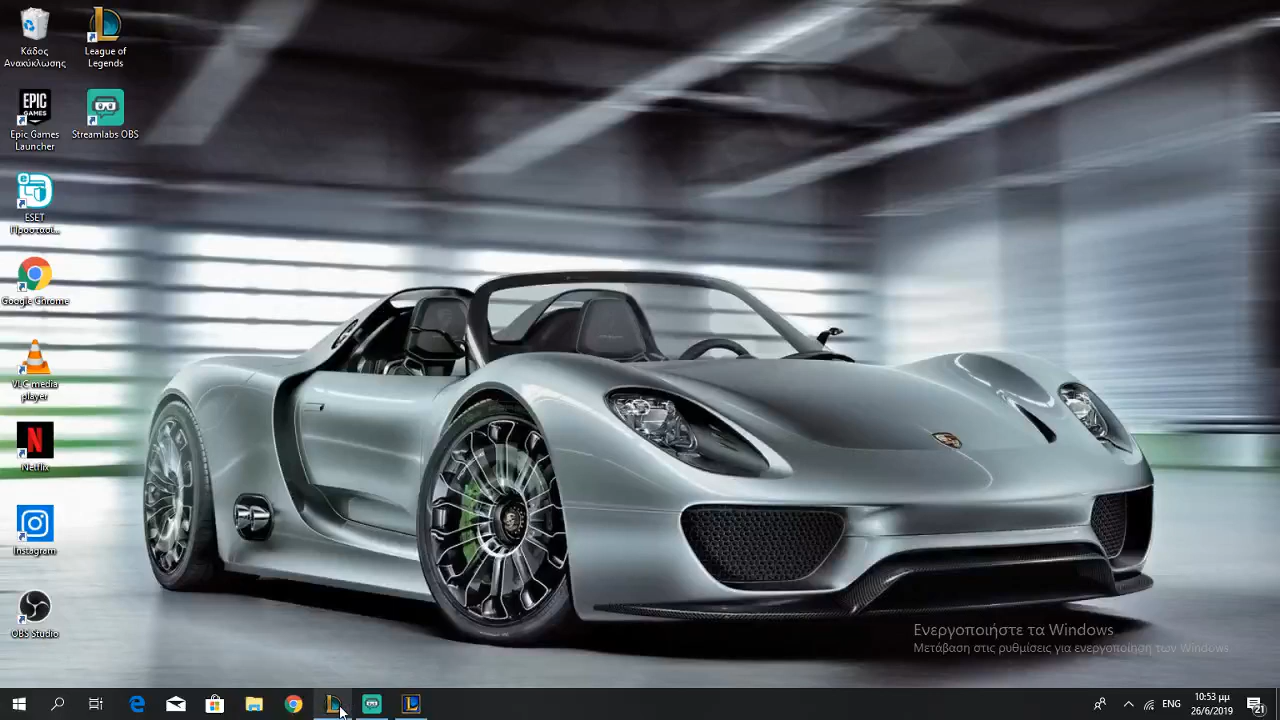 Κάδος
Ανακύκλωσης
League of
Legends
EPIC
GAMES
Epic Games
Launcher
Streamlabs OBS
ESET
Προστασί...
Google Chrome
VLC media
player
N
Netflix
Instagram
OBS Studio
Ενεργοποιήστε τα Windows
Μετάβαση στις ρυθμίσεις για ενεργοποίηση των Windows.
ENG
10:53 μμ
26/6/2019
21